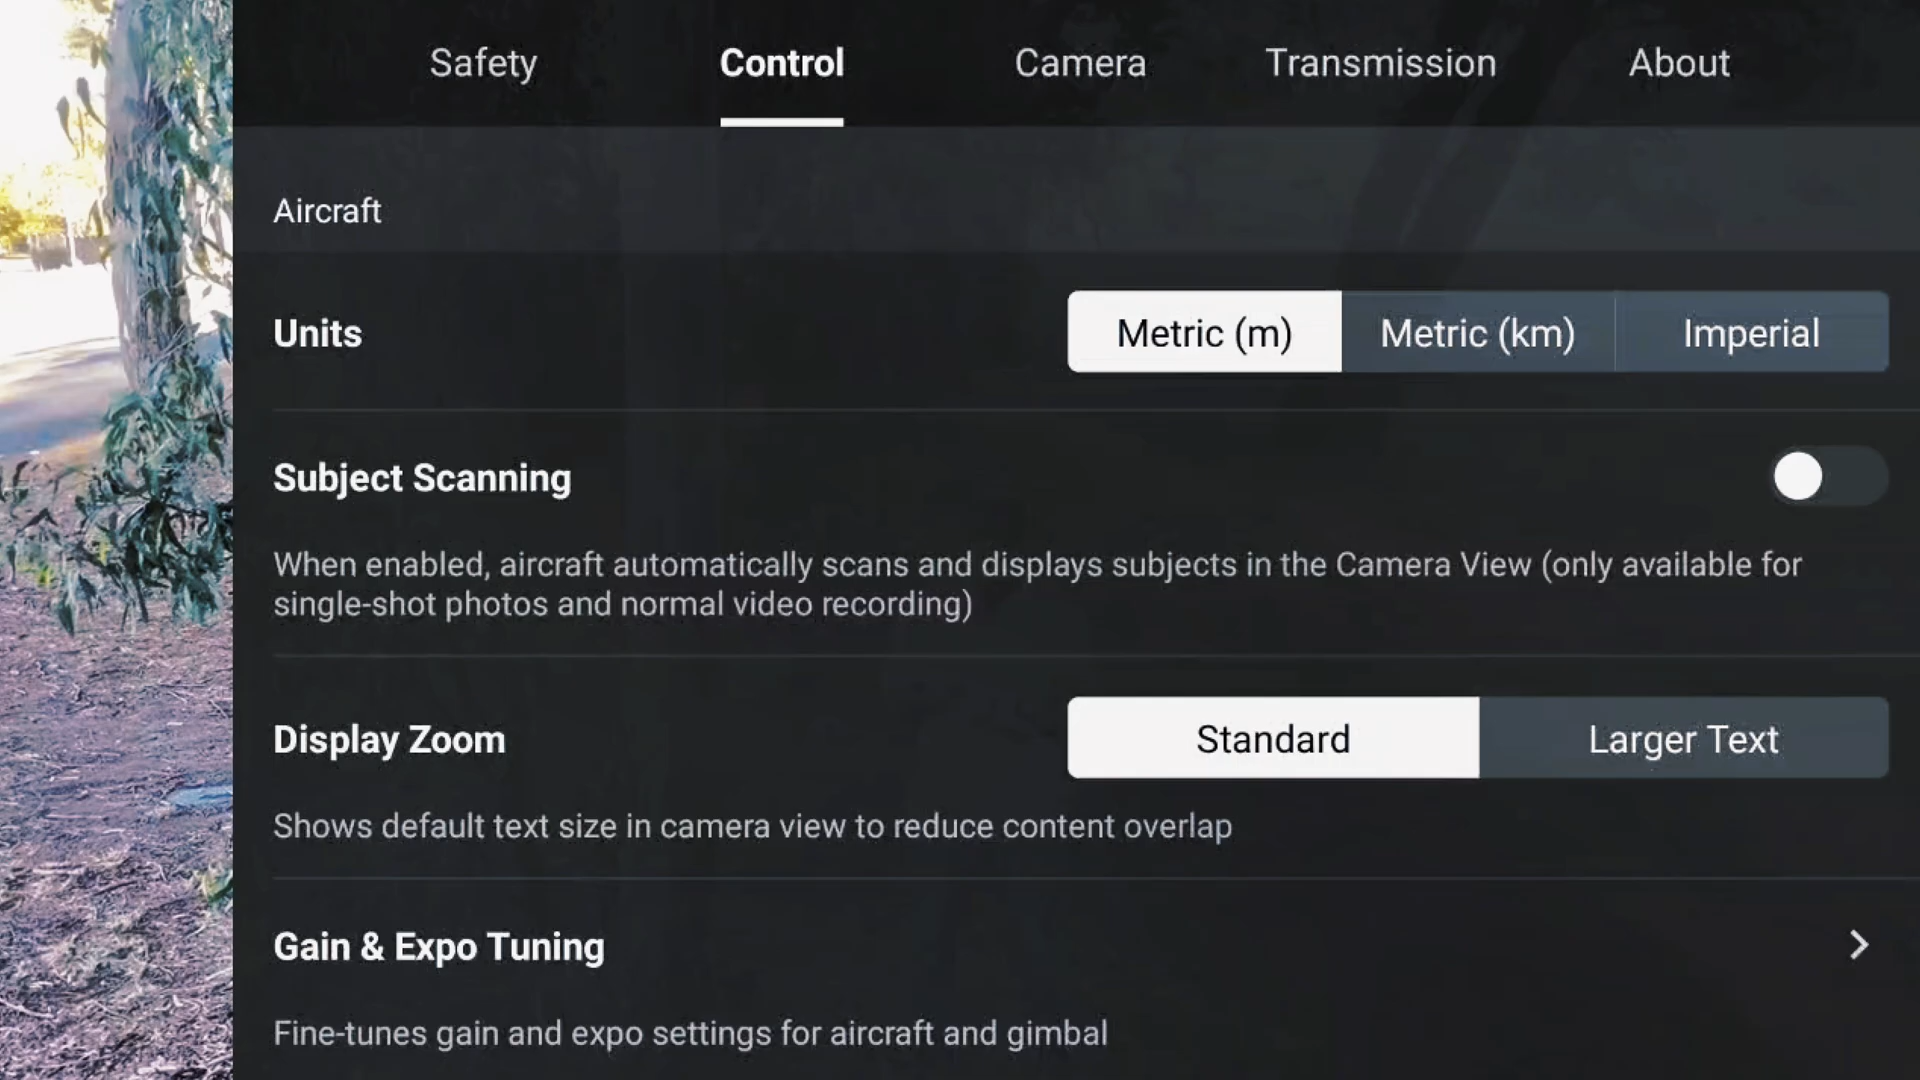 Safety Control Camera Transmission About
Aircraft
Units Metric (m) Metric (km) Imperial
Subject Scanning
When enabled, aircraft automatically scans and displays subjects in the Camera View (only available for
single-shot photos and normal video recording)
Display Zoom Standard Larger Text
Shows default text size in camera view to reduce content overlap
Gain & Expo Tuning
Fine-tunes gain and expo settings for aircraft and gimbal